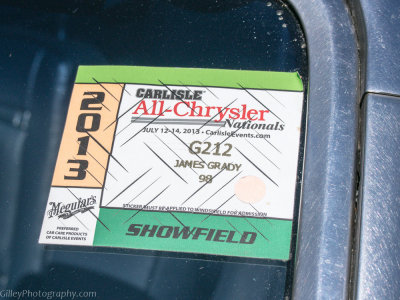 2013
CARLISLE
All-Chrysler
Nationals
JULY 12-14, 2013 - CarlisleEvents.com
G212
JAMES GRADY
98
Meguiar's
PREFERRED
CAR CARE PRODUCTS
OF CARLISLE EVENTS
STICKER MUST BE APPLIED TO WINDSHIELD FOR ADMISSION
SHOWFIELD
GilleyPhotography.com